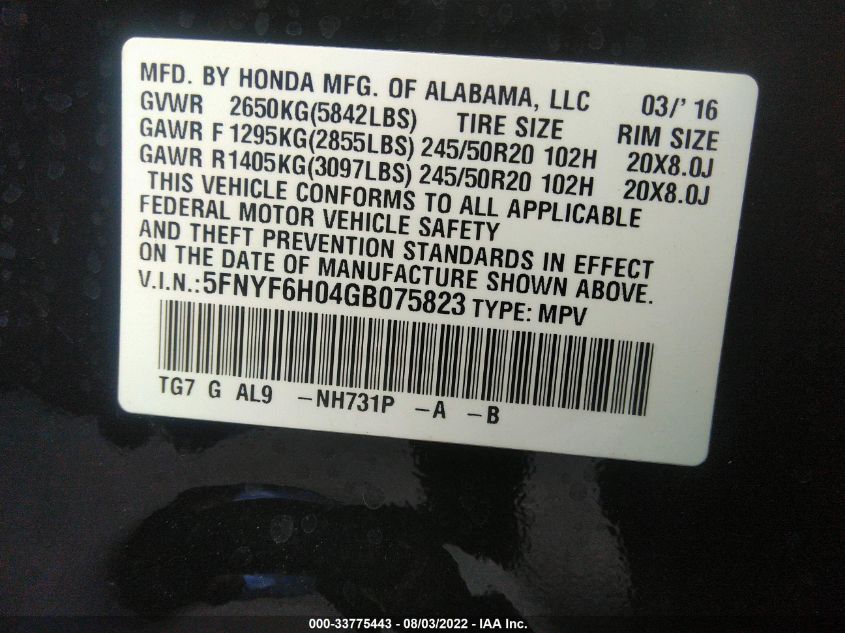 MFD. BY HONDA MFG. OF ALABAMA, LLC 03/' 16
GVWR 2650KG(5842LBS) TIRE SIZE RIM SIZE
GAWR F 1295KG(2855LBS) 245/50R20 102H 20X8.0J
GAWR R1405KG(3097LBS) 245/50R20 102H 20X8.0J
THIS VEHICLE CONFORMS TO ALL APPLICABLE
FEDERAL MOTOR VEHICLE SAFETY
AND THEFT PREVENTION STANDARDS IN EFFECT
ON THE DATE OF MANUFACTURE SHOWN ABOVE.
V.I.N.:5FNYF6H04GB075823 TYPE: MPV
TG7 G AL9 -NH731P -A -B
000-33775443 - 08/03/2022 - IAA Inc.